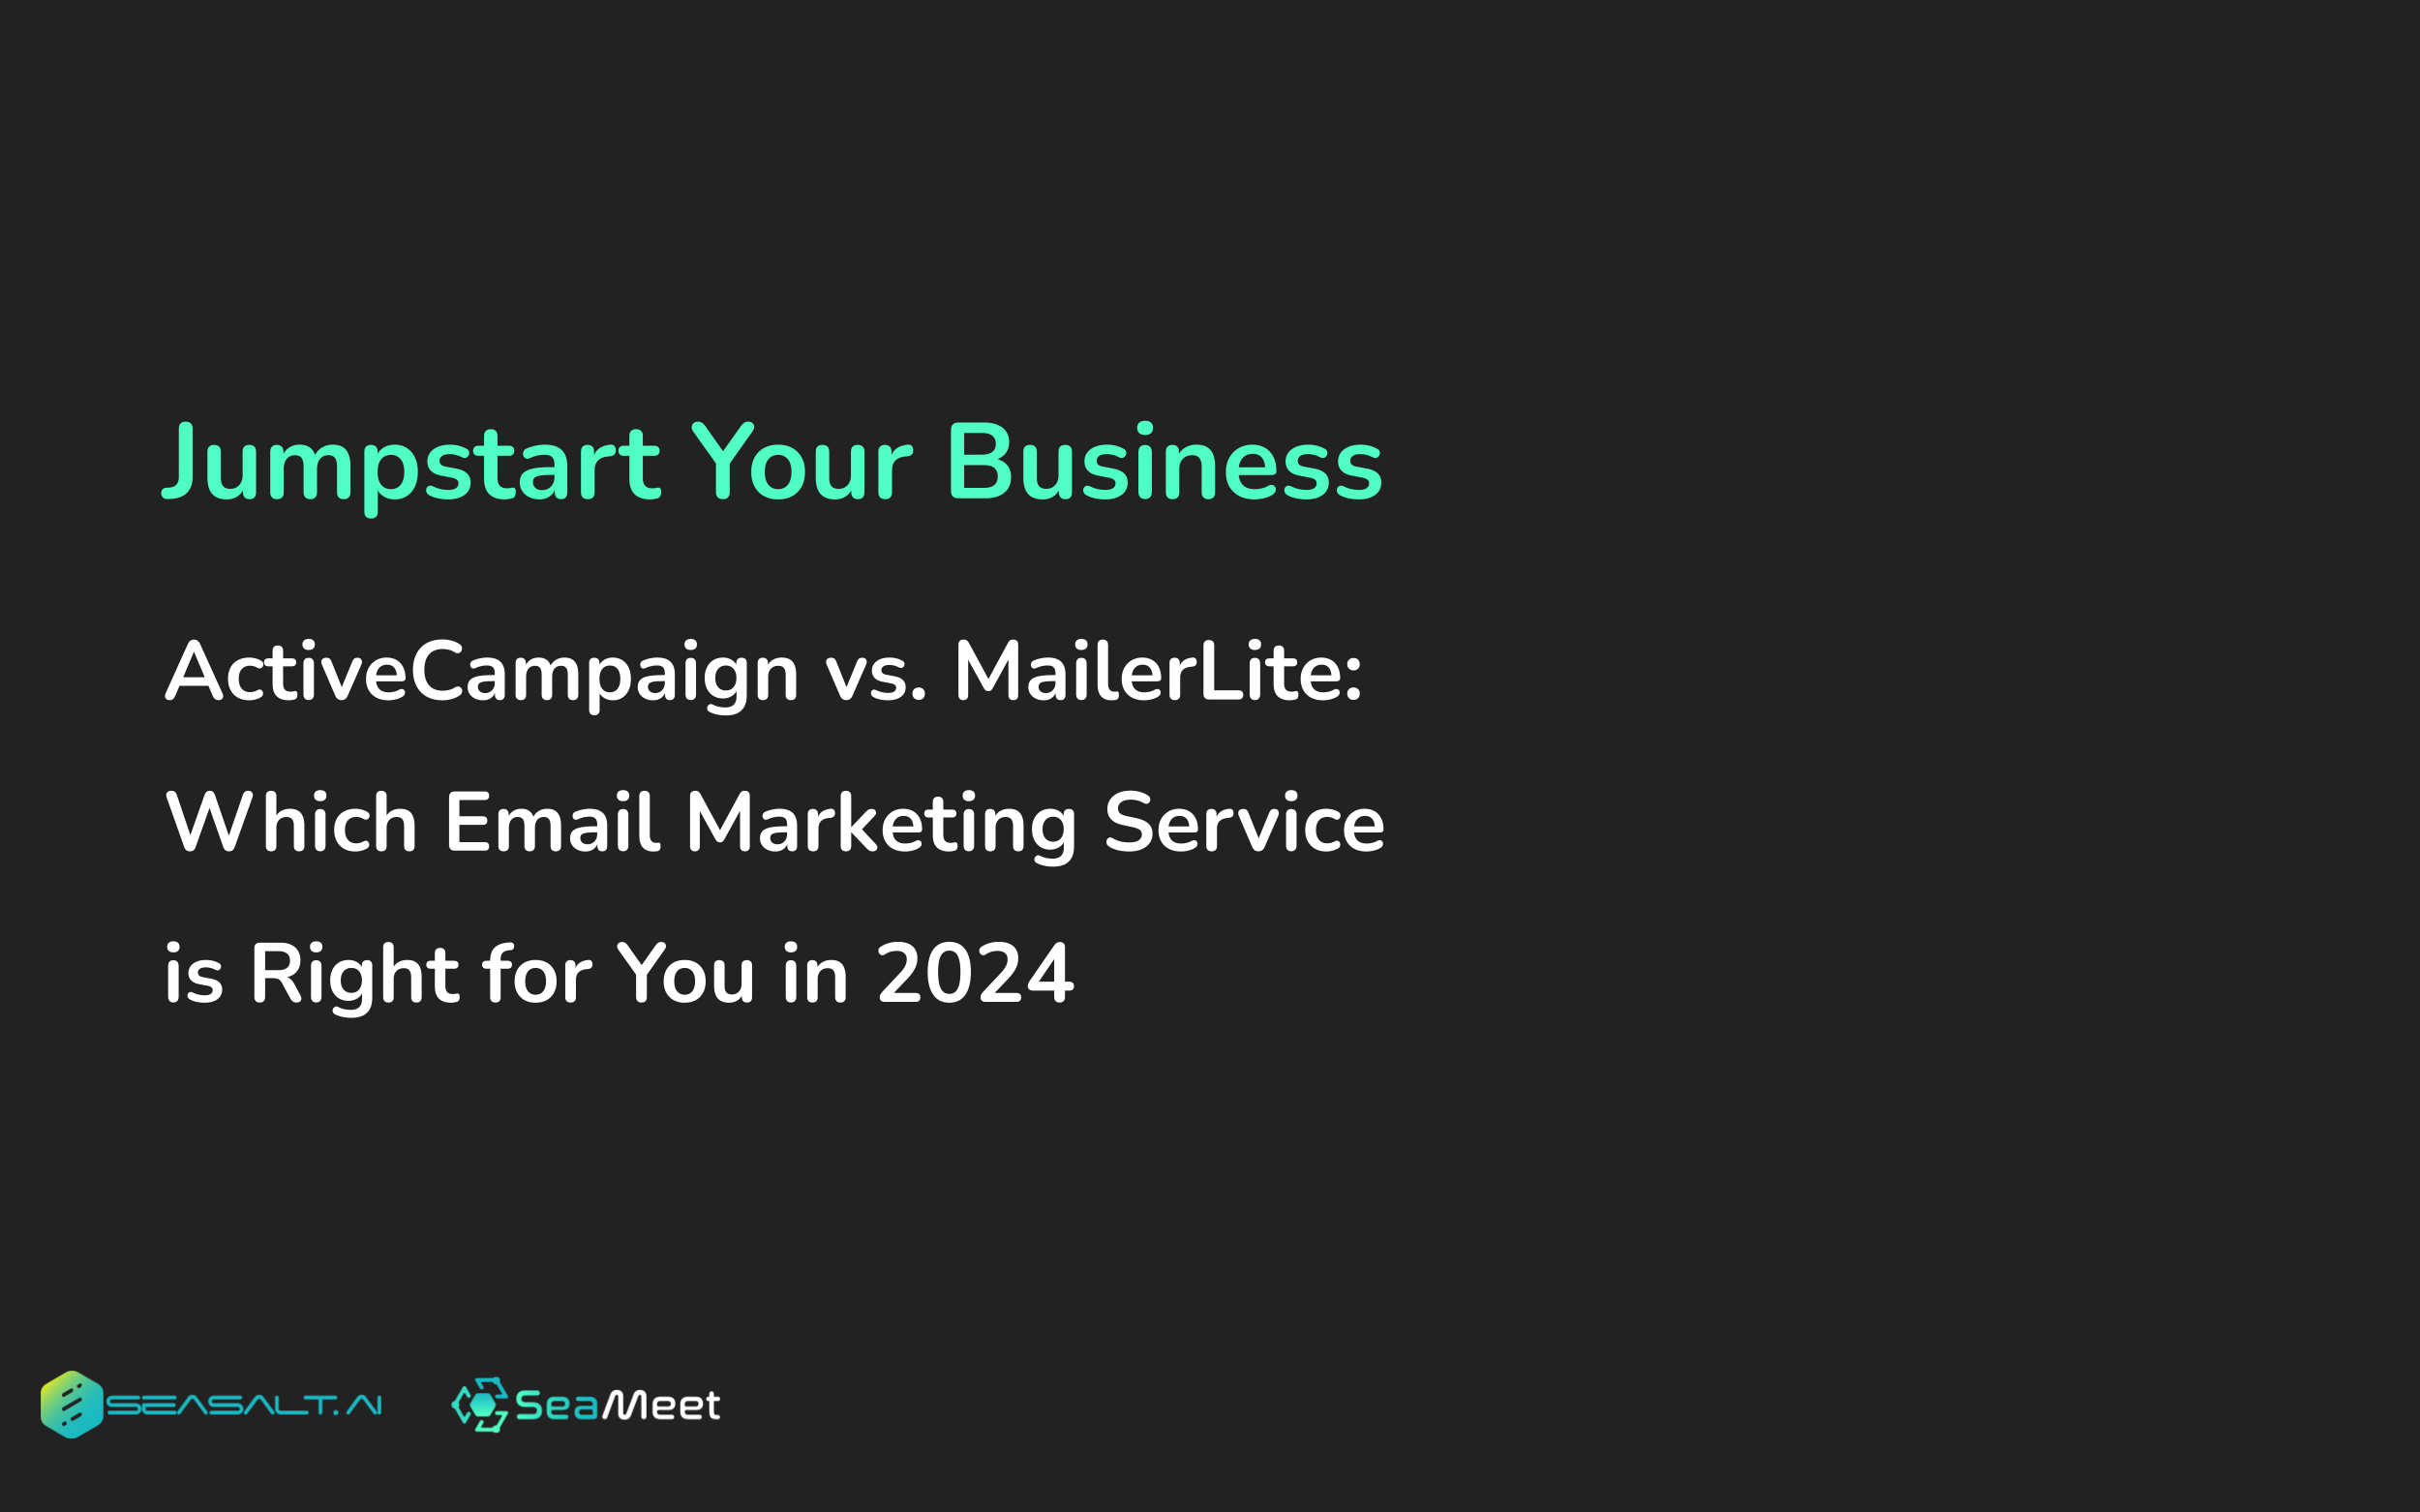 Jumpstart Your Business
ActiveCampaign vs. MailerLite:
Which Email Marketing Service
is Right for You in 2024
SEASALT.AI
SeaMeet